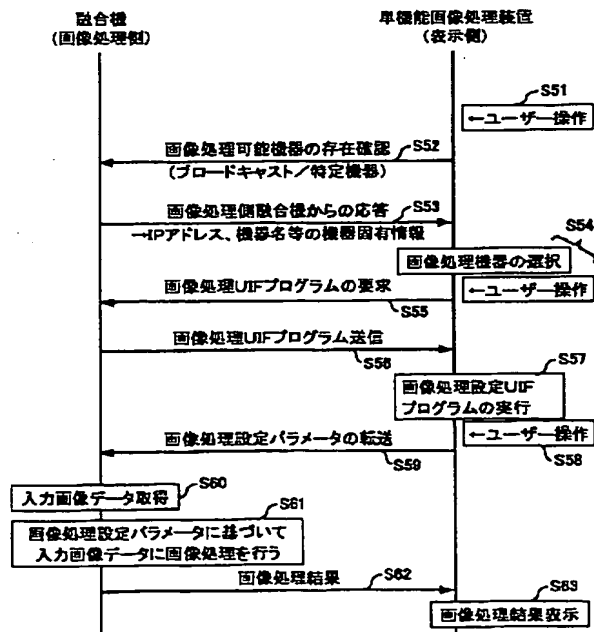 融合機
(画像処理側)
単機能画像処理装置
(表示側)
S51
←ユーザー操作
画像処理可能機器の存在確認
S52
(ブロードキャスト/特定機器)
画像処理側融合機からの応答
S53
→IPアドレス、機器名等の機器固有情報
S54
画像処理機器の選択
←ユーザー操作
画像処理UIFプログラムの要求
S55
画像処理UIFプログラム送信
S56
S57
画像処理設定UIF
プログラムの実行
←ユーザー操作
S58
画像処理設定パラメータの転送
S59
S60
入力画像データ取得
S61
画像処理設定パラメータに基づいて
入力画像データに画像処理を行う
画像処理結果
S62
S63
画像処理結果表示